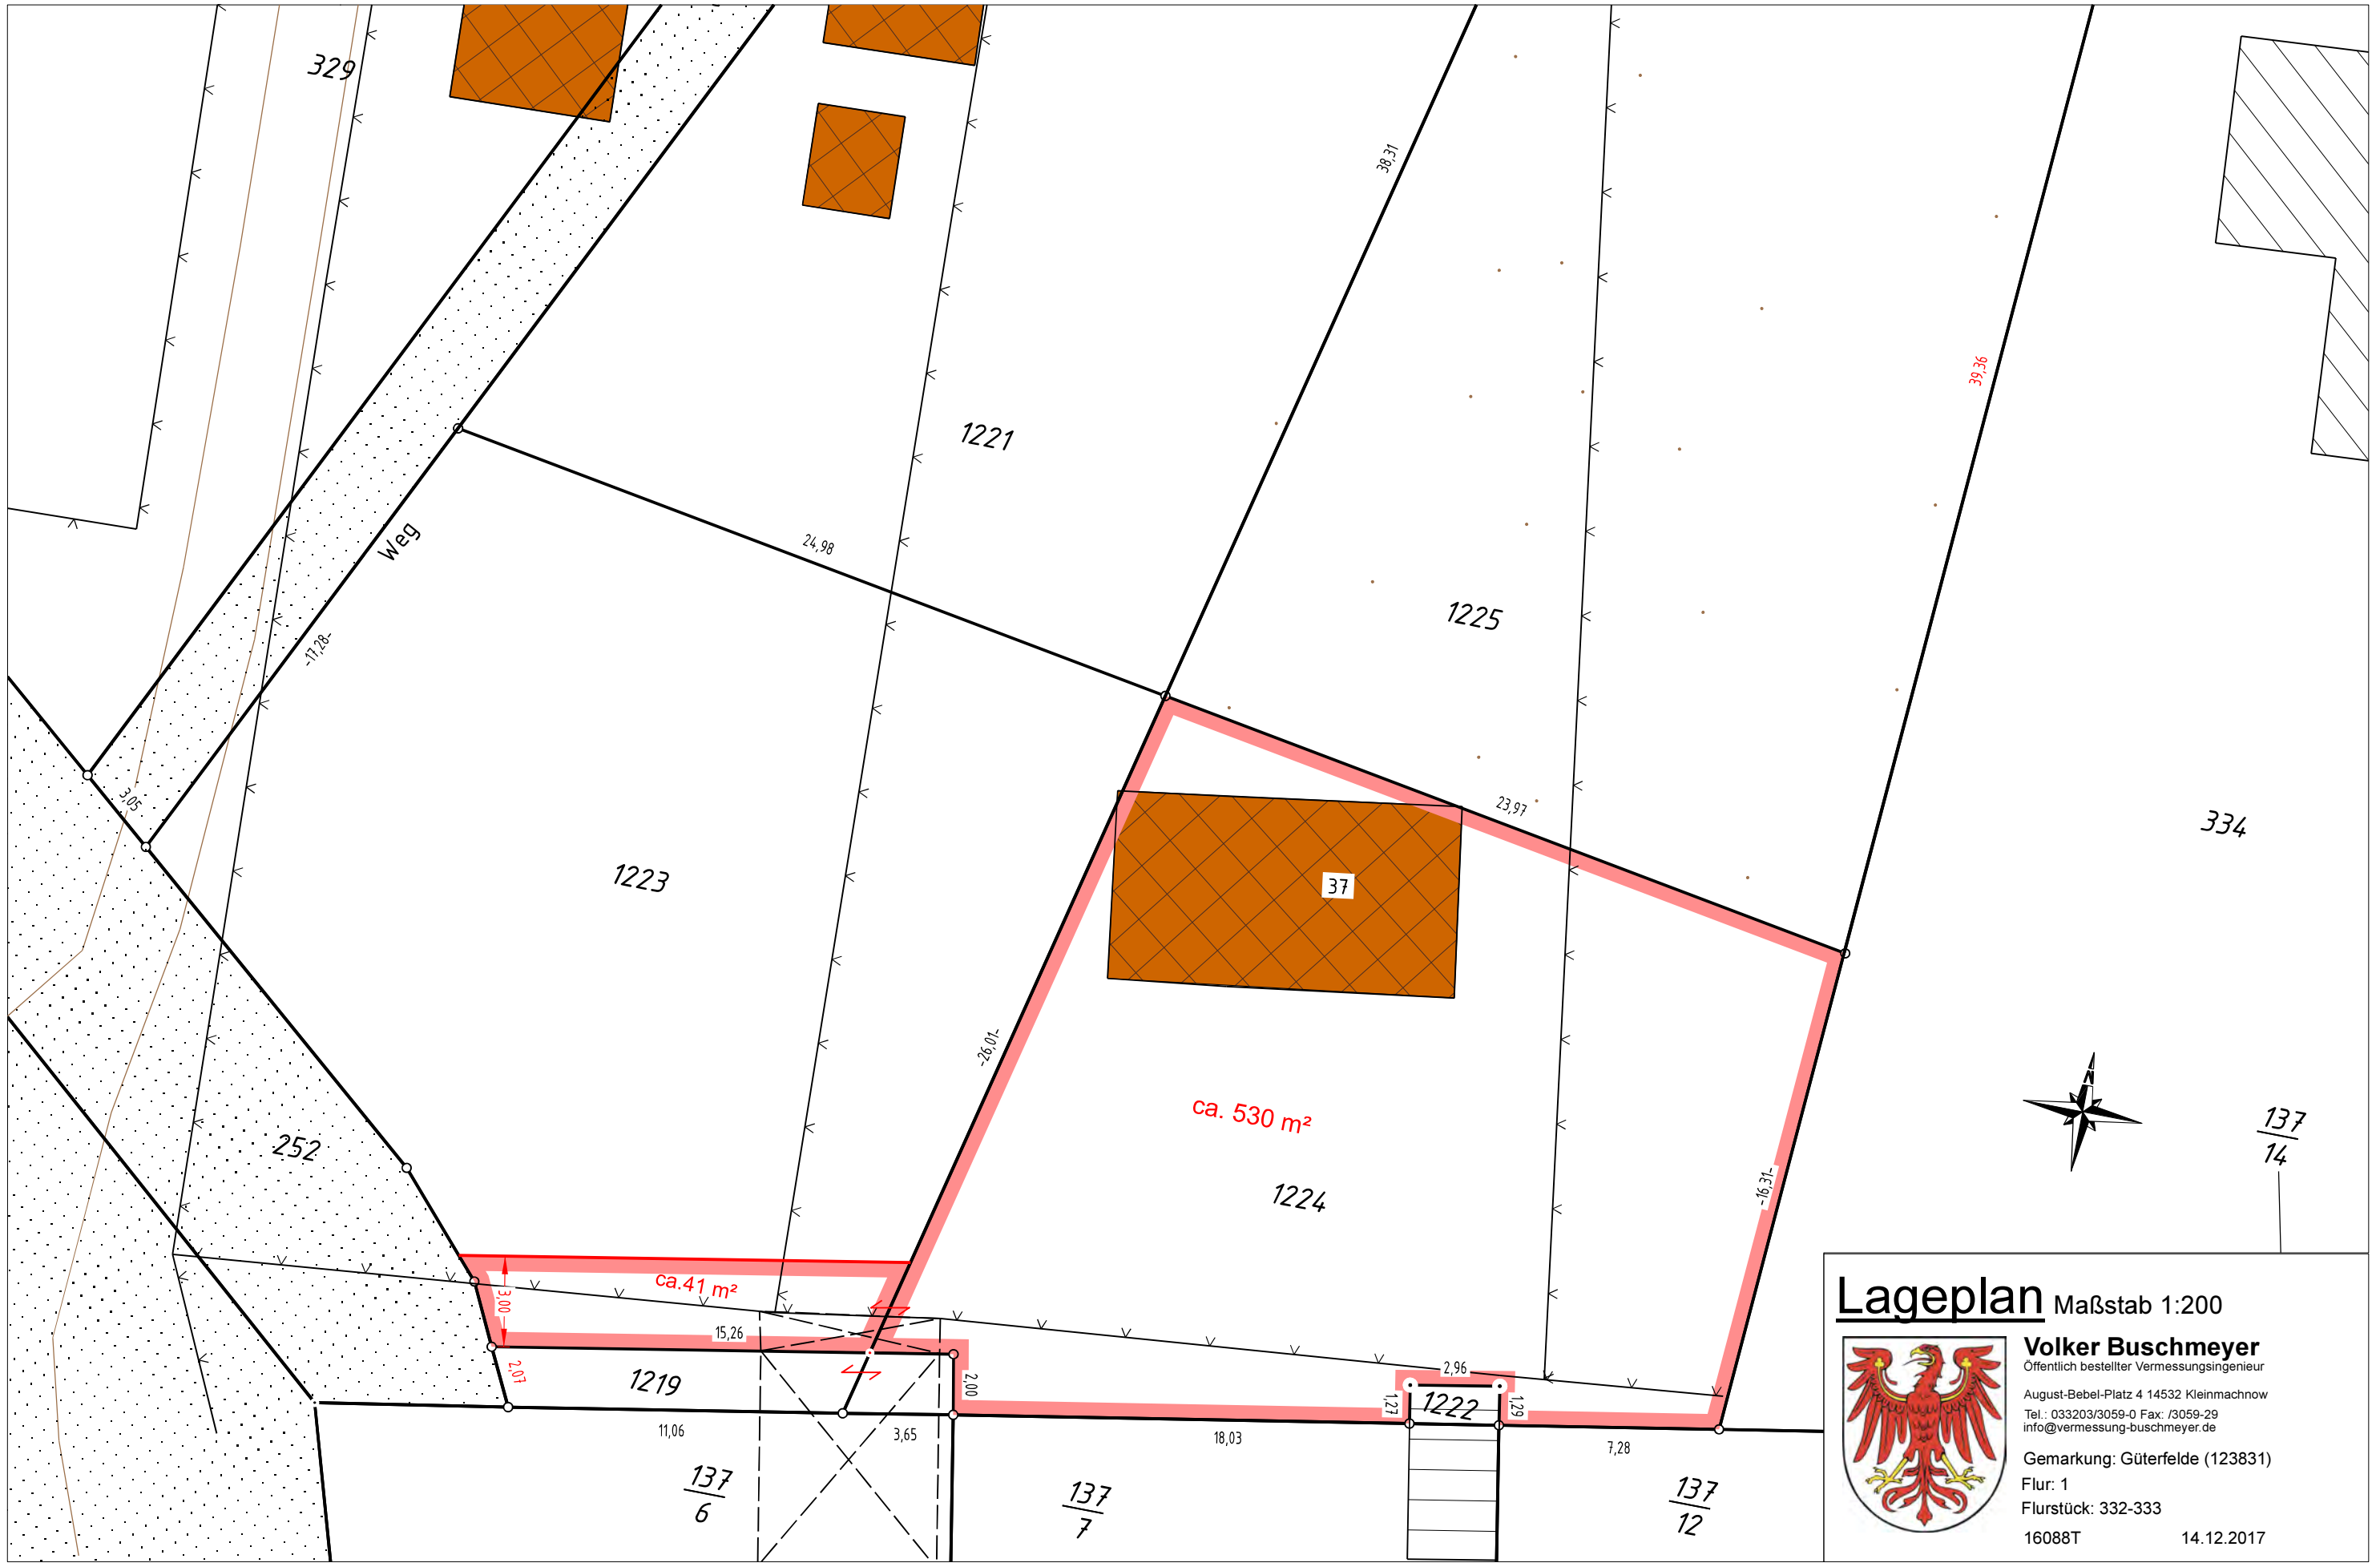 329
38,31
39,36
1221
24,98
Weg
-17,28-
1225
3,05
23,97
334
1223
37
-26,01-
ca. 530 m²
N
137
14
252
1224
-16,31-
ca.41 m²
3,00
15,26
2,07
1219
2,00
2,96
1,27
1222
1,29
11,06
3,65
18,03
7,28
137
6
137
7
137
12
Lageplan Maßstab 1:200
Volker Buschmeyer
Öffentlich bestellter Vermessungsingenieur
August-Bebel-Platz 4 14532 Kleinmachnow
Tel.: 033203/3059-0 Fax: /3059-29
info@vermessung-buschmeyer.de
Gemarkung: Güterfelde (123831)
Flur: 1
Flurstück: 332-333
16088T 14.12.2017